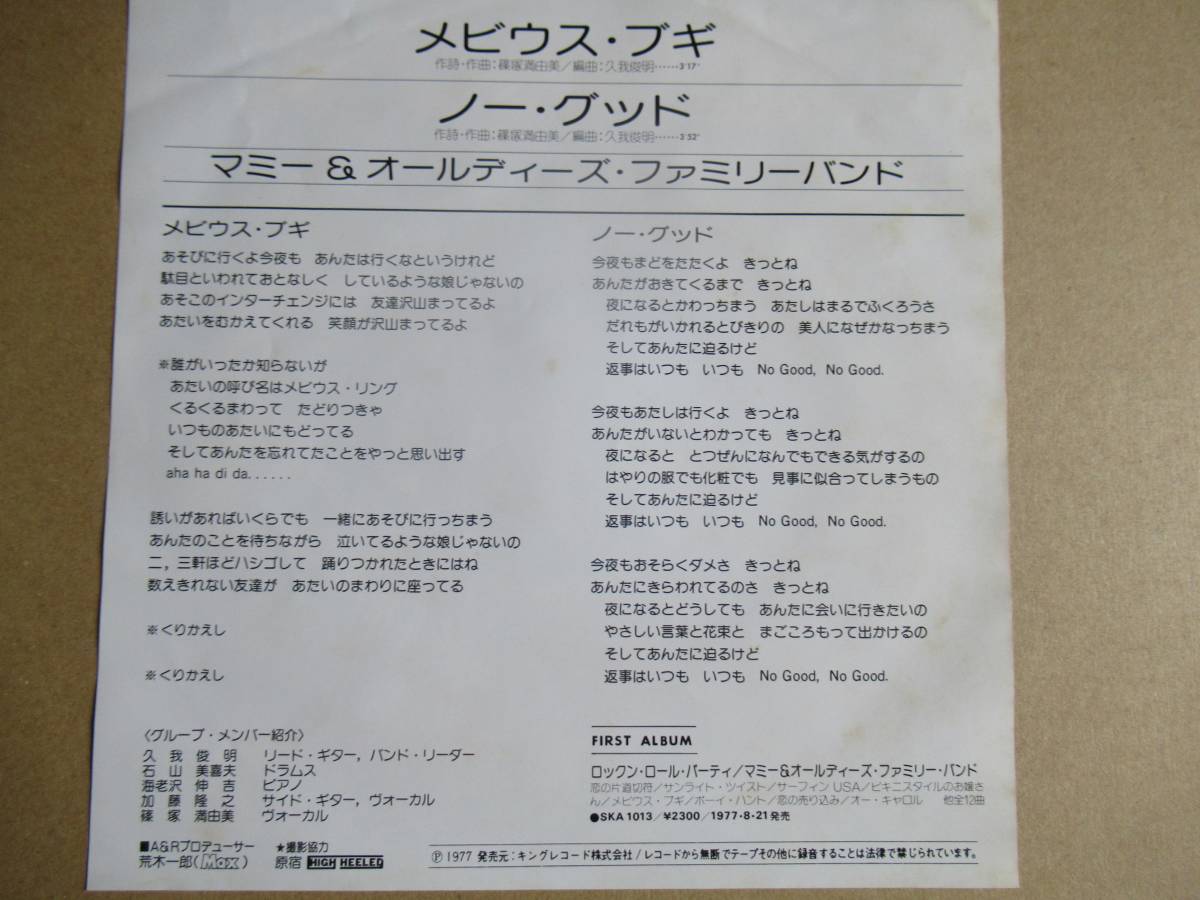 メビウス・ブギ
作詩・作曲：篠塚満由美／編曲：久我俊明……3'17"
ノー・グッド
作詩・作曲：篠塚満由美／編曲：久我俊明……3'52"
マミー＆オールディーズ・ファミリーバンド
メビウス・ブギ
あそびに行くよ今夜も　あんたは行くなというけれど
駄目といわれておとなしく　しているような娘じゃないの
あそこのインターチェンジには　友達沢山まってるよ
あたいをむかえてくれる　笑顔が沢山まってるよ
※誰がいったか知らないが
あたいの呼び名はメビウス・リング
くるくるまわって　たどりつきゃ
いつものあたいにもどってる
そしてあんたを忘れてたことをやっと思い出す
aha ha di da......
誘いがあればいくらでも　一緒にあそびに行っちまう
あんたのことを待ちながら　泣いてるような娘じゃないの
二，三軒ほどハシゴして　踊りつかれたときにはね
数えきれない友達が　あたいのまわりに座ってる
※くりかえし
※くりかえし
〈グループ・メンバー紹介〉
久我俊明　リード・ギター，バンド・リーダー
石山美喜夫　ドラムス
海老沢伸吉　ピアノ
加藤隆之　サイド・ギター，ヴォーカル
篠塚満由美　ヴォーカル
■A&Rプロデューサー
荒木一郎（Max）
★撮影協力
原宿 HIGH HEELED
ノー・グッド
今夜もまどをたたくよ　きっとね
あんたがおきてくるまで　きっとね
夜になるとかわっちまう　あたしはまるでふくろうさ
だれもがいかれるとびきりの　美人になぜかなっちまう
そしてあんたに迫るけど
返事はいつも　いつも　No Good, No Good.
今夜もあたしは行くよ　きっとね
あんたがいないとわかっても　きっとね
夜になると　とつぜんになんでもできる気がするの
はやりの服でも化粧でも　見事に似合ってしまうもの
そしてあんたに迫るけど
返事はいつも　いつも　No Good, No Good.
今夜もおそらくダメさ　きっとね
あんたにきらわれてるのさ　きっとね
夜になるとどうしても　あんたに会いに行きたいの
やさしい言葉と花束と　まごころもって出かけるの
そしてあんたに迫るけど
返事はいつも　いつも　No Good, No Good.
FIRST ALBUM
ロックン・ロール・パーティ／マミー&オールディーズ・ファミリー・バンド
恋の片道切符／サンライト・ツイスト／サーフィン USA／ビキニスタイルのお嬢さ
ん／メビウス・ブギ／ボーイ・ハント／恋の売り込み／オー・キャロル　他全12曲
●SKA 1013／¥2300／1977・8・21発売
Ⓟ 1977 発売元：キングレコード株式会社／レコードから無断でテープその他に録音することは法律で禁じられています。